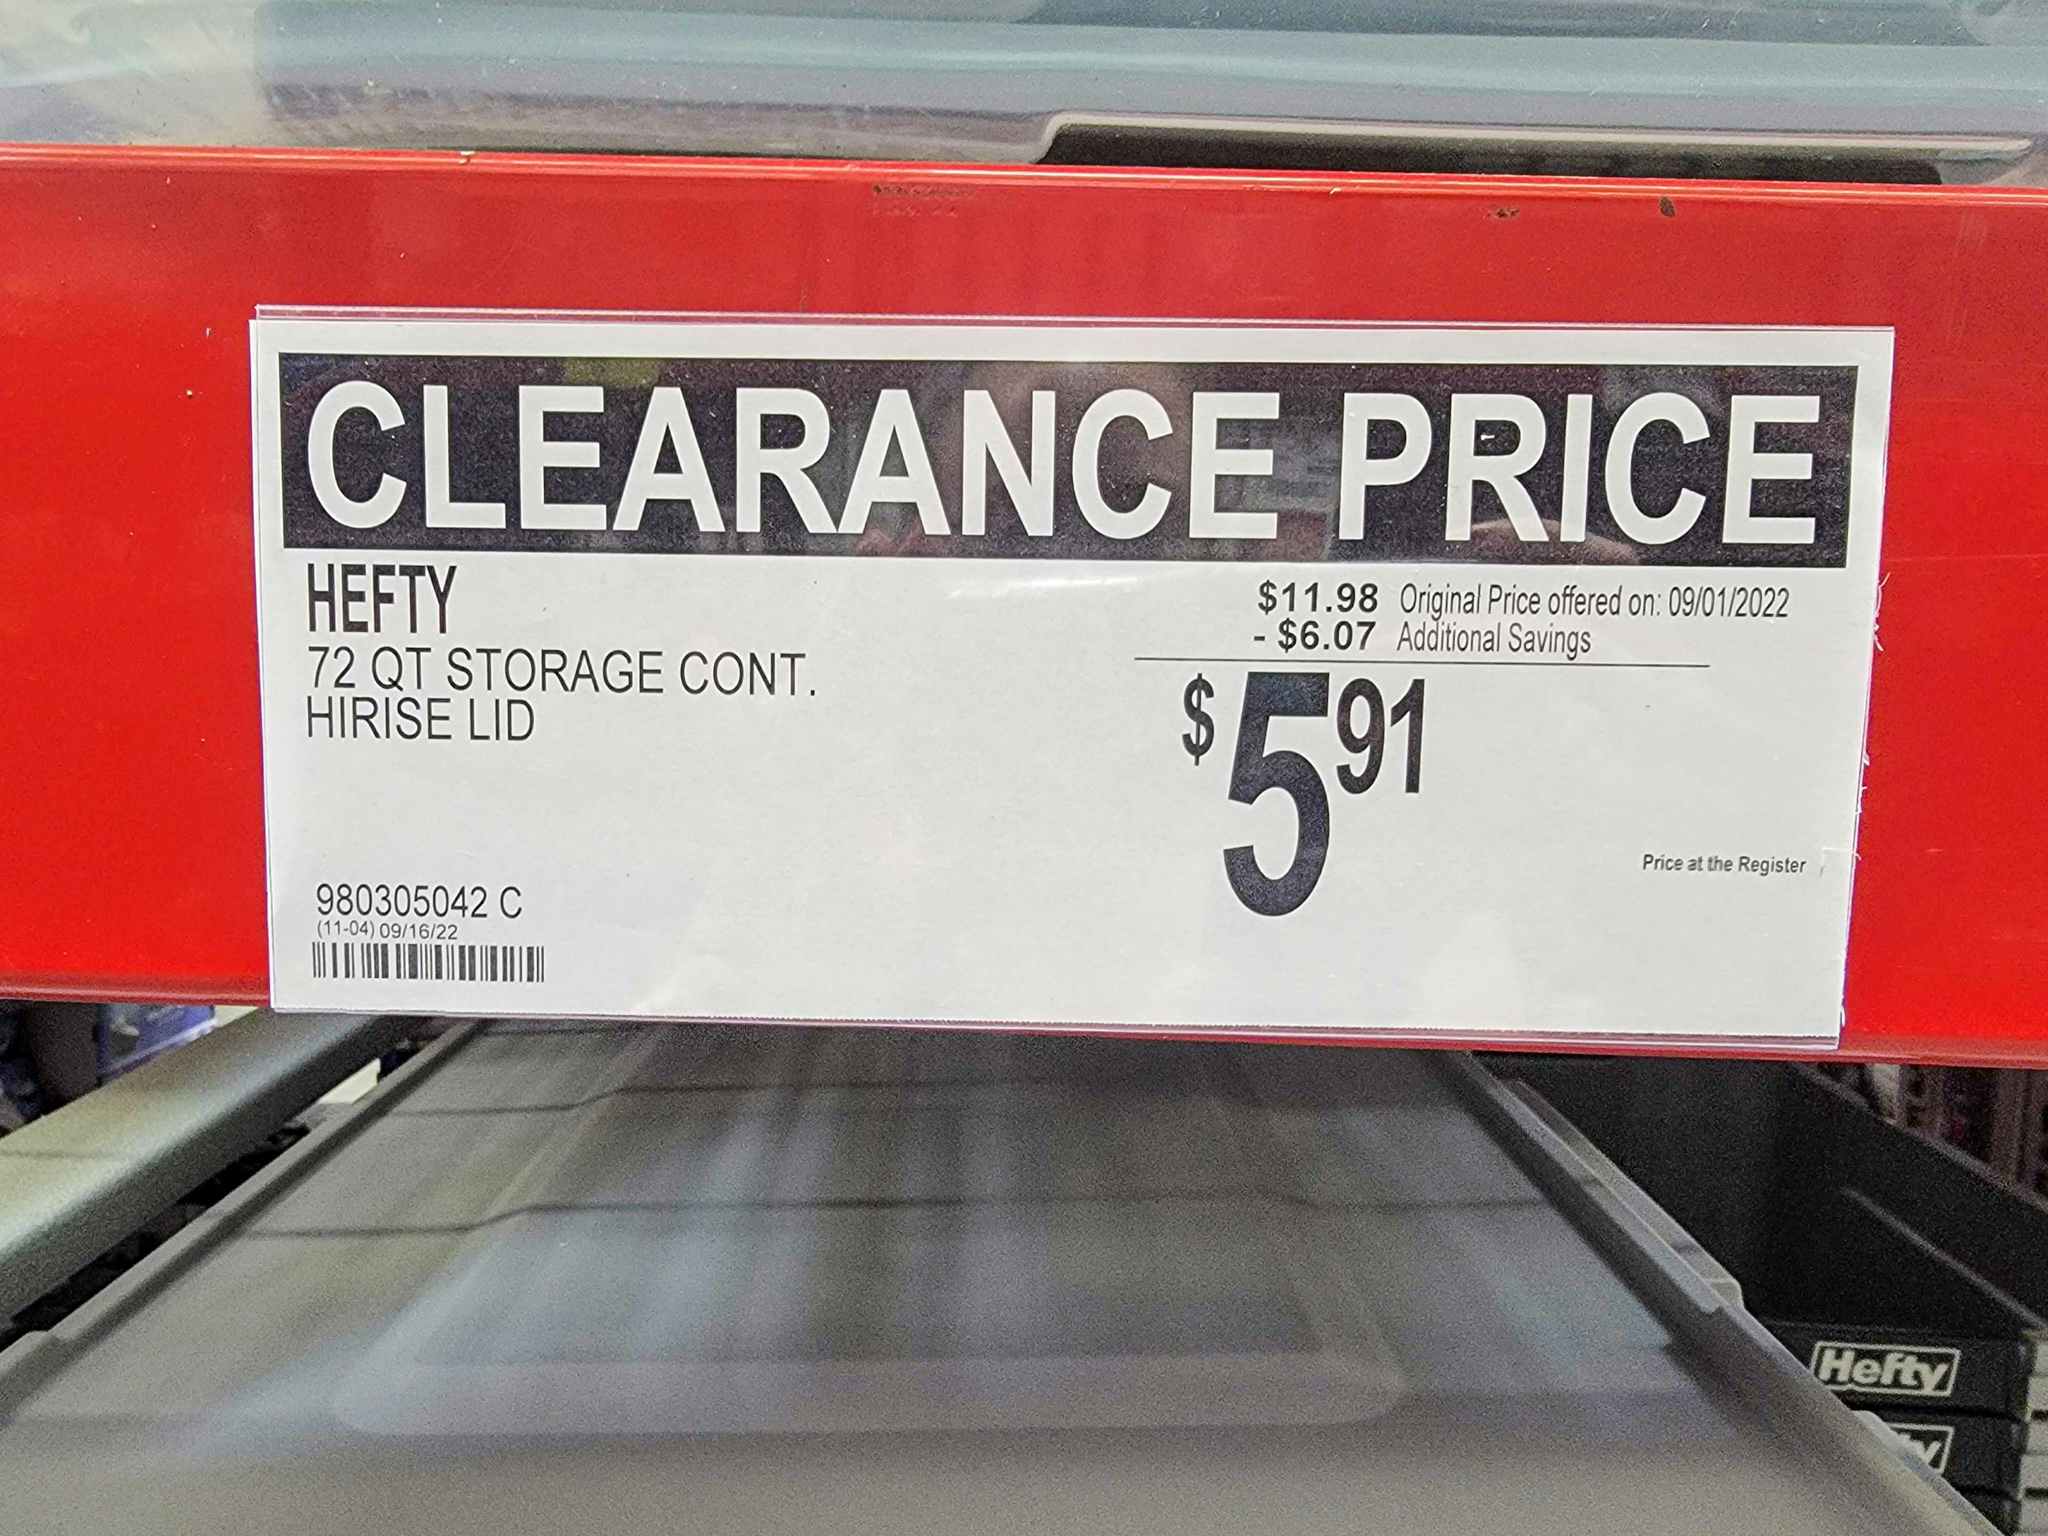 CLEARANCE PRICE
HEFTY
72 QT STORAGE CONT.
HIRISE LID
$11.98 Original Price offered on: 09/01/2022
- $6.07 Additional Savings
$5 91
Price at the Register
980305042 C
(11-04) 09/16/22
Hefty